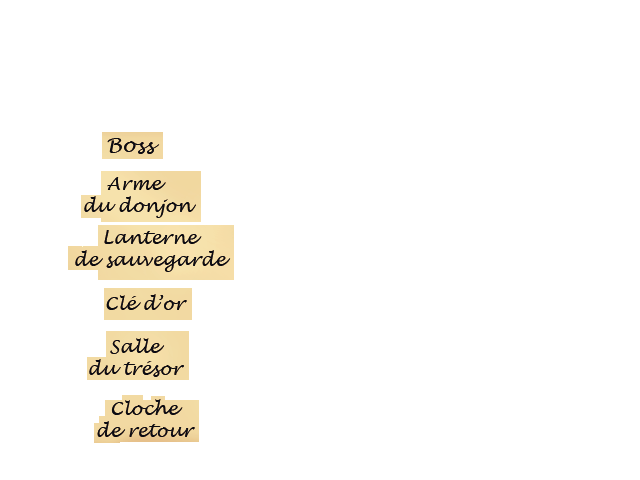 Boss
Arme
du donjon
Lanterne
de sauvegarde
Clé d'or
Salle
du trésor
Cloche
de retour